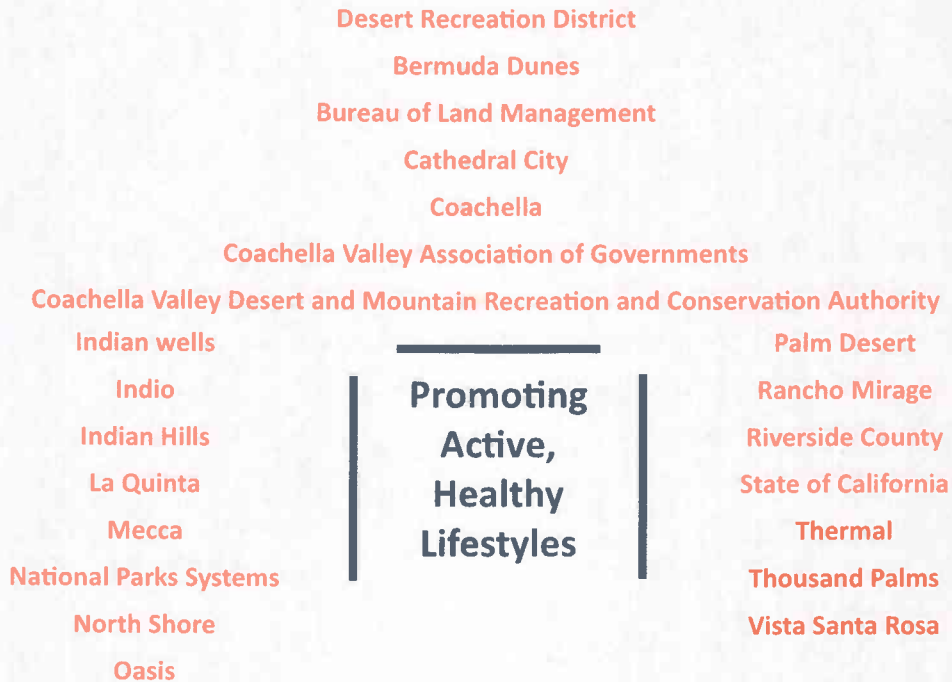 Desert Recreation District
Bermuda Dunes
Bureau of Land Management
Cathedral City
Coachella
Coachella Valley Association of Governments
Coachella Valley Desert and Mountain Recreation and Conservation Authority
Indian wells
Indio
Indian Hills
La Quinta
Mecca
National Parks Systems
North Shore
Oasis
Promoting
Active,
Healthy
Lifestyles
Palm Desert
Rancho Mirage
Riverside County
State of California
Thermal
Thousand Palms
Vista Santa Rosa